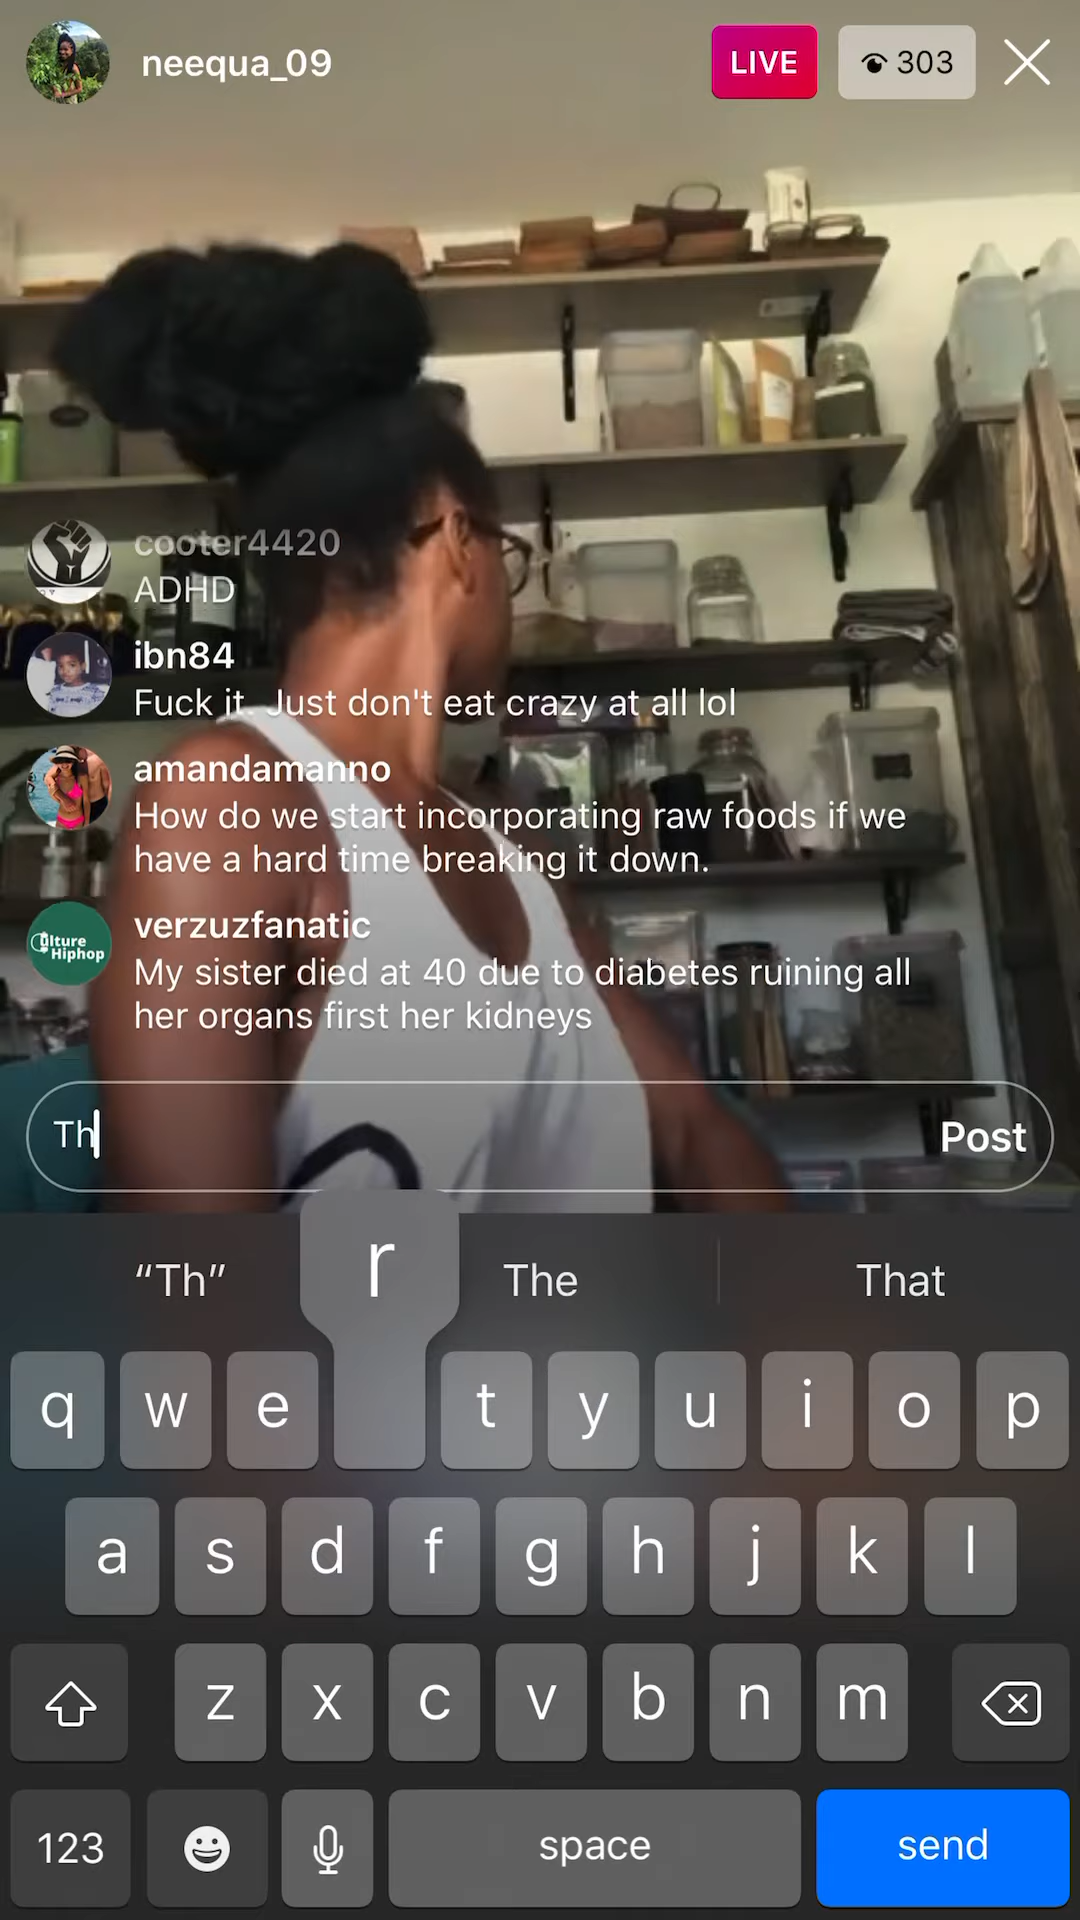 neequa_09
LIVE
303
cooter4420
ADHD
ibn84
Fuck it. Just don't eat crazy at all lol
amandamanno
How do we start incorporating raw foods if we
have a hard time breaking it down.
verzuzfanatic
Culture
Hiphop
My sister died at 40 due to diabetes ruining all
her organs first her kidneys
Th
Post
“Th”
r
The
That
q w e t y u i o p
a s d f g h j k l
z x c v b n m
123
space
send